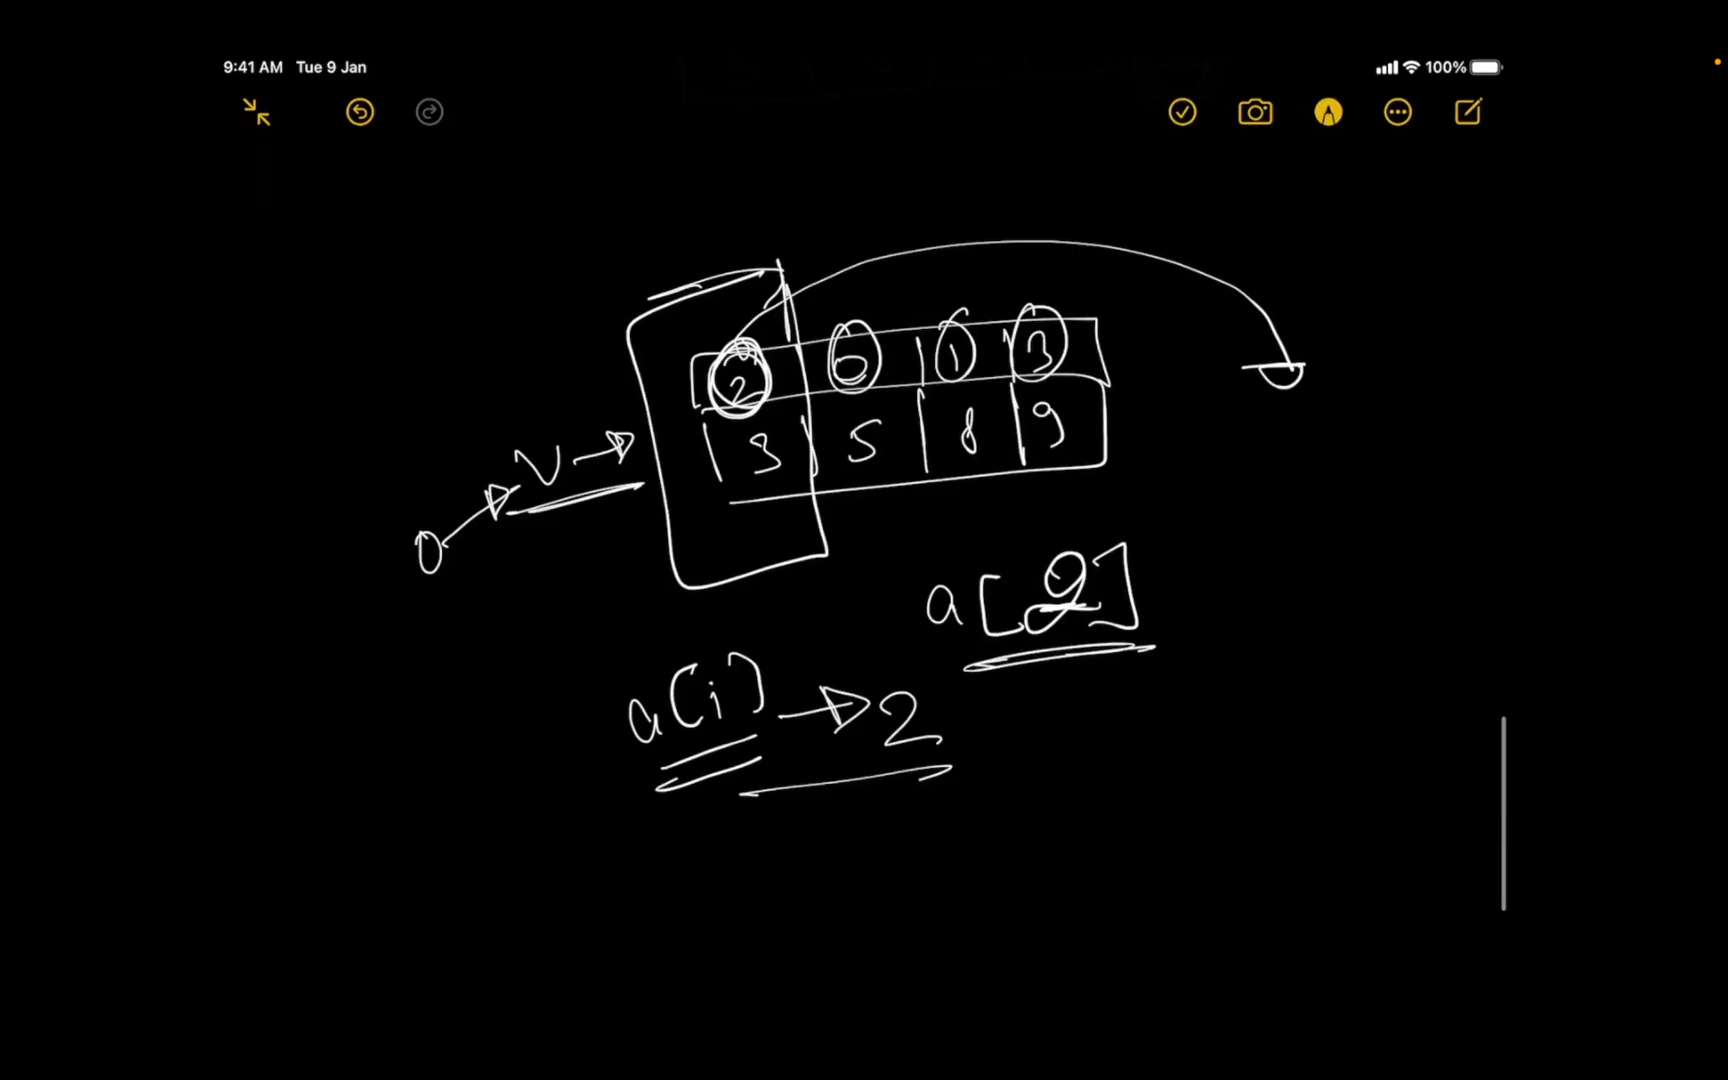 9:41 AM Tue 9 Jan 100%
2 0 1 3
3 5 8 9
0 → V →
a[2]
a[i] → 2